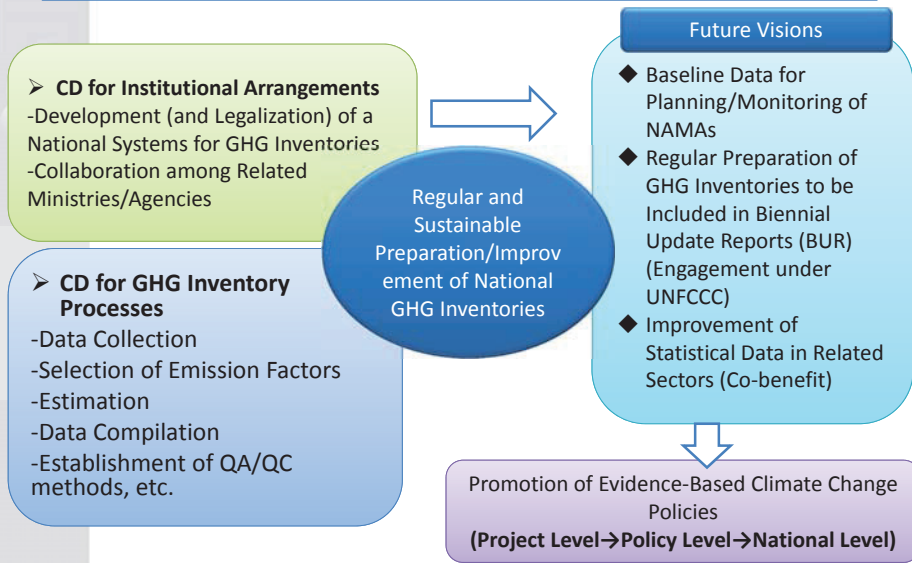 ➢ CD for Institutional Arrangements
-Development (and Legalization) of a
National Systems for GHG Inventories
-Collaboration among Related
Ministries/Agencies
➢ CD for GHG Inventory
Processes
-Data Collection
-Selection of Emission Factors
-Estimation
-Data Compilation
-Establishment of QA/QC
methods, etc.
Regular and
Sustainable
Preparation/Improv
ement of National
GHG Inventories
Future Visions
◆ Baseline Data for
Planning/Monitoring of
NAMAs
◆ Regular Preparation of
GHG Inventories to be
Included in Biennial
Update Reports (BUR)
(Engagement under
UNFCCC)
◆ Improvement of
Statistical Data in Related
Sectors (Co-benefit)
Promotion of Evidence-Based Climate Change
Policies
(Project Level→Policy Level→National Level)